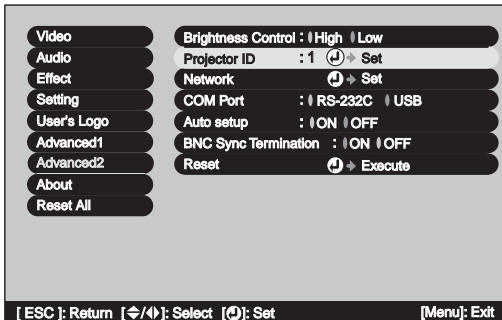 Video
Audio
Effect
Setting
User's Logo
Advanced1
Advanced2
About
Reset All
Brightness Control : High Low
Projector ID : 1 Set
Network Set
COM Port : RS-232C USB
Auto setup : ON OFF
BNC Sync Termination : ON OFF
Reset Execute
[ ESC ]: Return [ / ]: Select [ ]: Set [Menu]: Exit